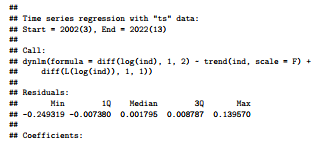 ##
## Time series regression with "ts" data:
## Start = 2002(3), End = 2022(13)
##
## Call:
## dynlm(formula = diff(log(ind), 1, 2) ~ trend(ind, scale = F) +
##     diff(L(log(ind)), 1, 1))
##
## Residuals:
##       Min        1Q    Median        3Q       Max
## -0.249319 -0.007380  0.001795  0.008787  0.139570
##
## Coefficients: